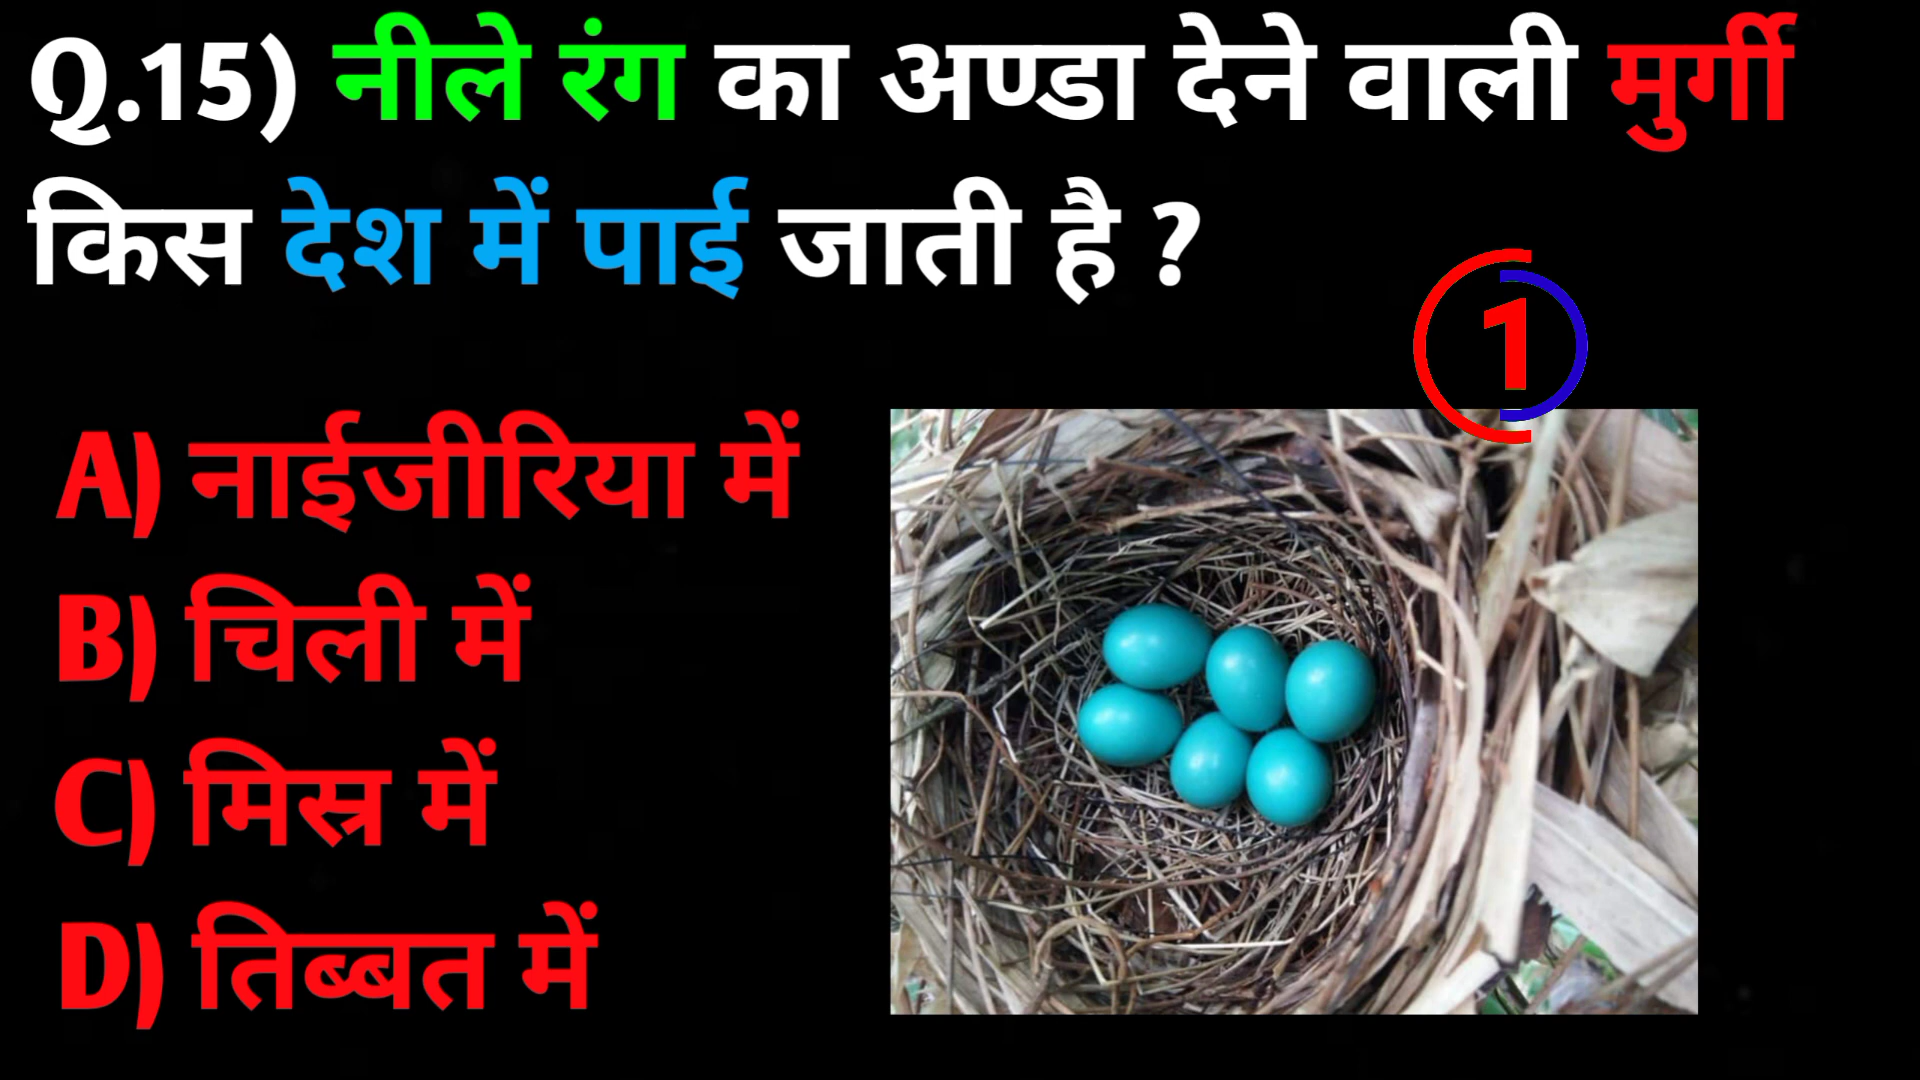 Q.15) नीले रंग का अण्डा देने वाली मुर्गी
किस देश में पाई जाती है ?
1
A) नाईजीरिया में
B) चिली में
C) मिस्र में
D) तिब्बत में